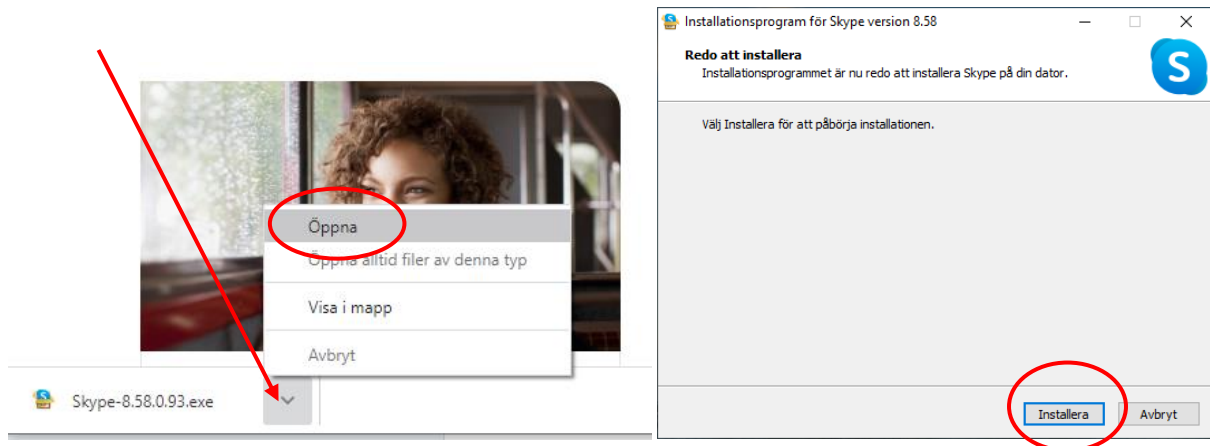 Öppna
Öppna alltid filer av denna typ
Visa i mapp
Avbryt
Skype-8.58.0.93.exe
Installationsprogram för Skype version 8.58
Redo att installera
Installationsprogrammet är nu redo att installera Skype på din dator.
Välj Installera för att påbörja installationen.
Installera
Avbryt